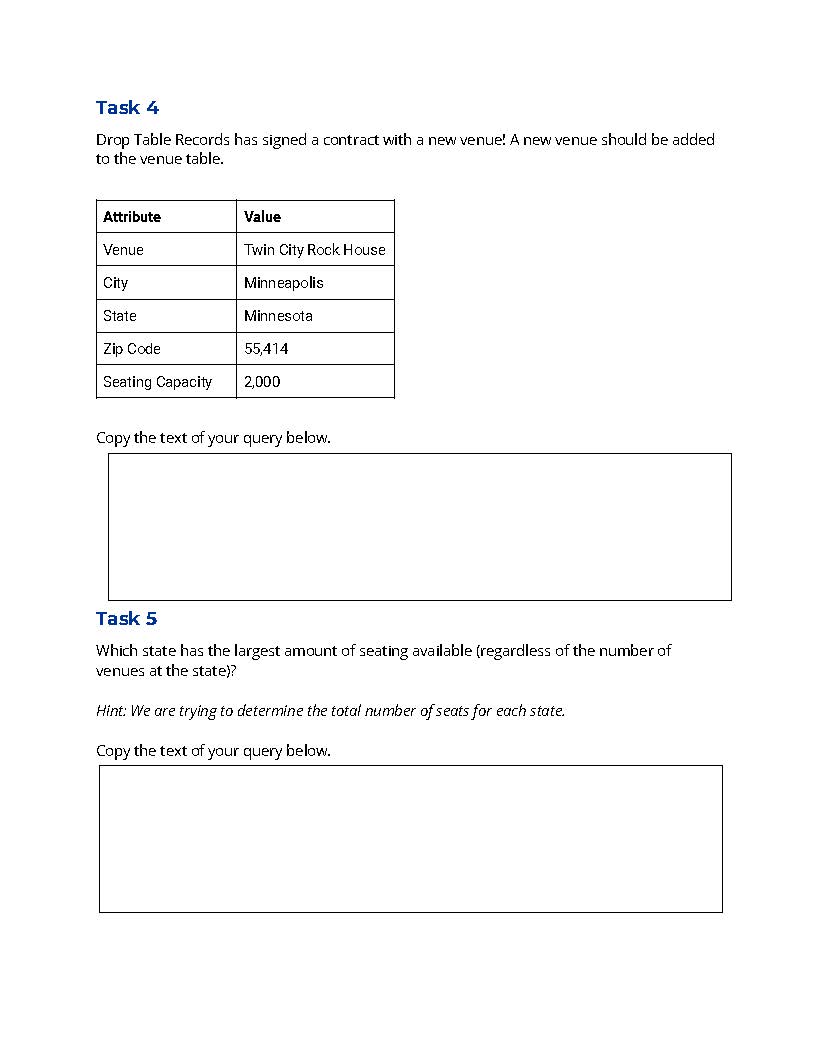 Task 4
Drop Table Records has signed a contract with a new venue! A new venue should be added
to the venue table.
Attribute Value
Venue Twin City Rock House
City Minneapolis
State Minnesota
Zip Code 55,414
Seating Capacity 2,000
Copy the text of your query below.
Task 5
Which state has the largest amount of seating available (regardless of the number of
venues at the state)?
Hint: We are trying to determine the total number of seats for each state.
Copy the text of your query below.